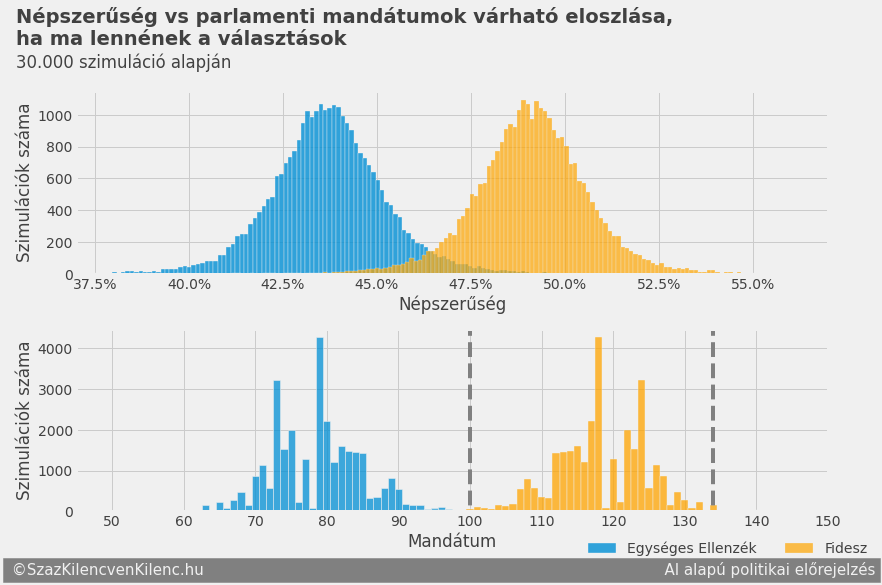 Népszerűség vs parlamenti mandátumok várható eloszlása,
ha ma lennének a választások
30.000 szimuláció alapján
Szimulációk száma
1000
800
600
400
200
0
37.5% 40.0% 42.5% 45.0% 47.5% 50.0% 52.5% 55.0%
Népszerűség
Szimulációk száma
4000
3000
2000
1000
0
50 60 70 80 90 100 110 120 130 140 150
Mandátum
Egységes Ellenzék Fidesz
©SzazKilencvenKilenc.hu AI alapú politikai előrejelzés